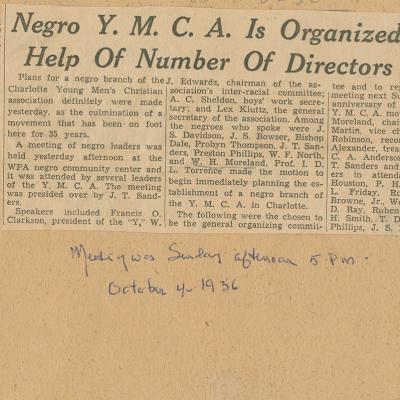 Negro Y. M. C. A. Is Organized
Help Of Number Of Directors
Plans for a negro branch of the
Charlotte Young Men's Christian
association definitely were made
yesterday, as the culmination of a
movement that has been on foot
here for 35 years.
A meeting of negro leaders was
held yesterday afternoon at the
WPA negro community center and
it was attended by several leaders
of the Y. M. C. A. The meeting
was presided over by J. T. Sand-
ers.
Speakers included Francis O.
Clarkson, president of the "Y," W.
J. Edwards, chairman of the as-
sociation's inter-racial committee;
A. C. Sheldon, boys' work secre-
tary; and Lex Kluttz, the general
secretary of the association. Among
the negroes who spoke were J.
S. Davidson, J. S. Bowser, Bishop
Dale, Probyn Thompson, J. T. San-
ders, Preston Phillips, W. F. North,
and W. H. Moreland. Prof. I. D.
L. Torrence made the motion to
begin immediately planning the es-
tablishment of a negro branch of
the Y. M. C. A. in Charlotte.
The following were the chosen to
be the general organizing commit-
tee and to rep
meeting next Su
anniversary of
Y. M. C. A. mo
Moreland, chair
Martin, vice ch
Robinson, recor
Alexander, treas
C. A. Anderson
T. Sanders and
ers in attenda
Houston, P. H
L. Friday, Ro
Browne, Jr., We
D. Ray, Ruben
H. Smith, T. D
Phillips, J. S.
Meeting was Sunday afternoon 5 P.m.
October 4 - 1936